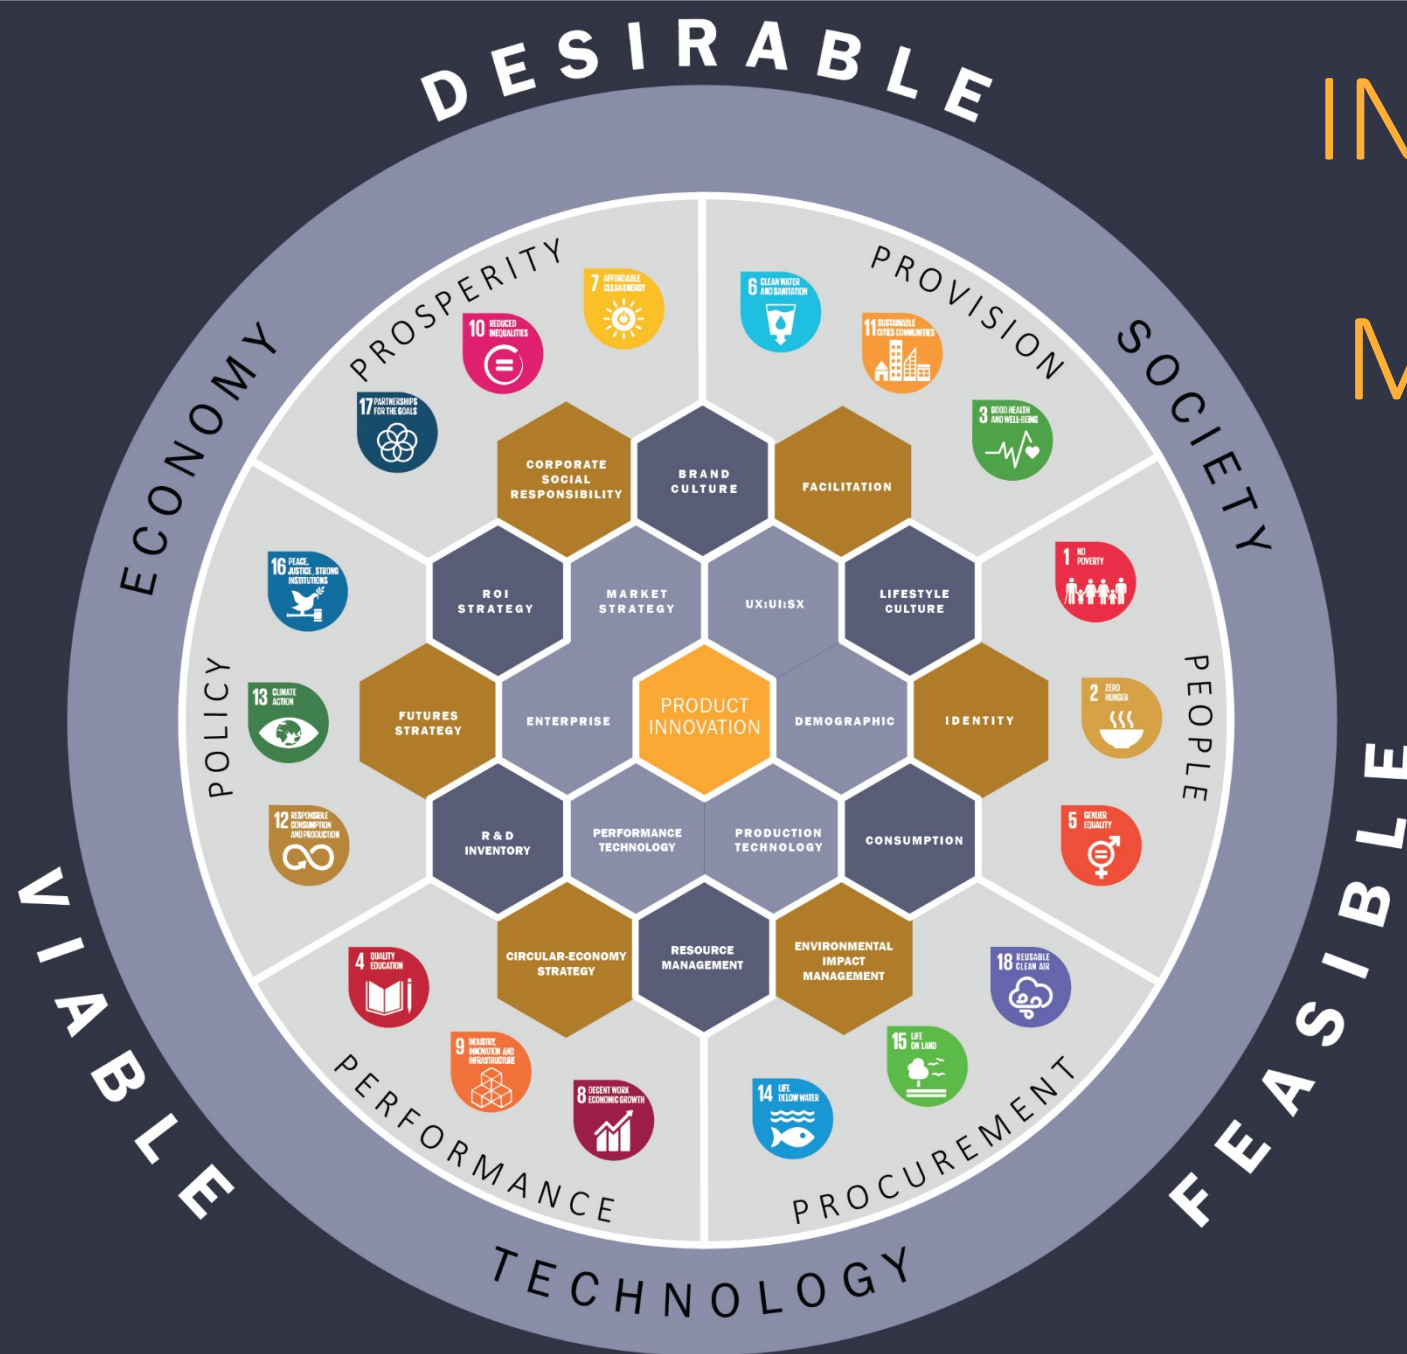 DESIRABLE
IN
M
ECONOMY
SOCIETY
PROSPERITY
PROVISION
7 AFFORDABLE
CLEAN ENERGY
6 CLEAN WATER
AND SANITATION
10 REDUCED
INEQUALITIES
11 SUSTAINABLE
CITIES COMMUNITIES
17 PARTNERSHIPS
FOR THE GOALS
3 GOOD HEALTH
AND WELL-BEING
CORPORATE
SOCIAL
RESPONSIBILITY
BRAND
CULTURE
FACILITATION
16 PEACE,
JUSTICE, STRONG
INSTITUTIONS
1 NO
POVERTY
ROI
STRATEGY
MARKET
STRATEGY
UX:UI:SX
LIFESTYLE
CULTURE
POLICY
PEOPLE
13 CLIMATE
ACTION
2 ZERO
HUNGER
FUTURES
STRATEGY
ENTERPRISE
PRODUCT
INNOVATION
DEMOGRAPHIC
IDENTITY
12 RESPONSIBLE
CONSUMPTION
AND PRODUCTION
5 GENDER
EQUALITY
R & D
INVENTORY
PERFORMANCE
TECHNOLOGY
PRODUCTION
TECHNOLOGY
CONSUMPTION
CIRCULAR-ECONOMY
STRATEGY
RESOURCE
MANAGEMENT
ENVIRONMENTAL
IMPACT
MANAGEMENT
4 QUALITY
EDUCATION
18 REUSABLE
CLEAN AIR
9 INDUSTRY,
INNOVATION AND
INFRASTRUCTURE
15 LIFE
ON LAND
8 DECENT WORK
ECONOMIC GROWTH
14 LIFE
BELOW WATER
PERFORMANCE
PROCUREMENT
TECHNOLOGY
VIABLE
FEASIBLE